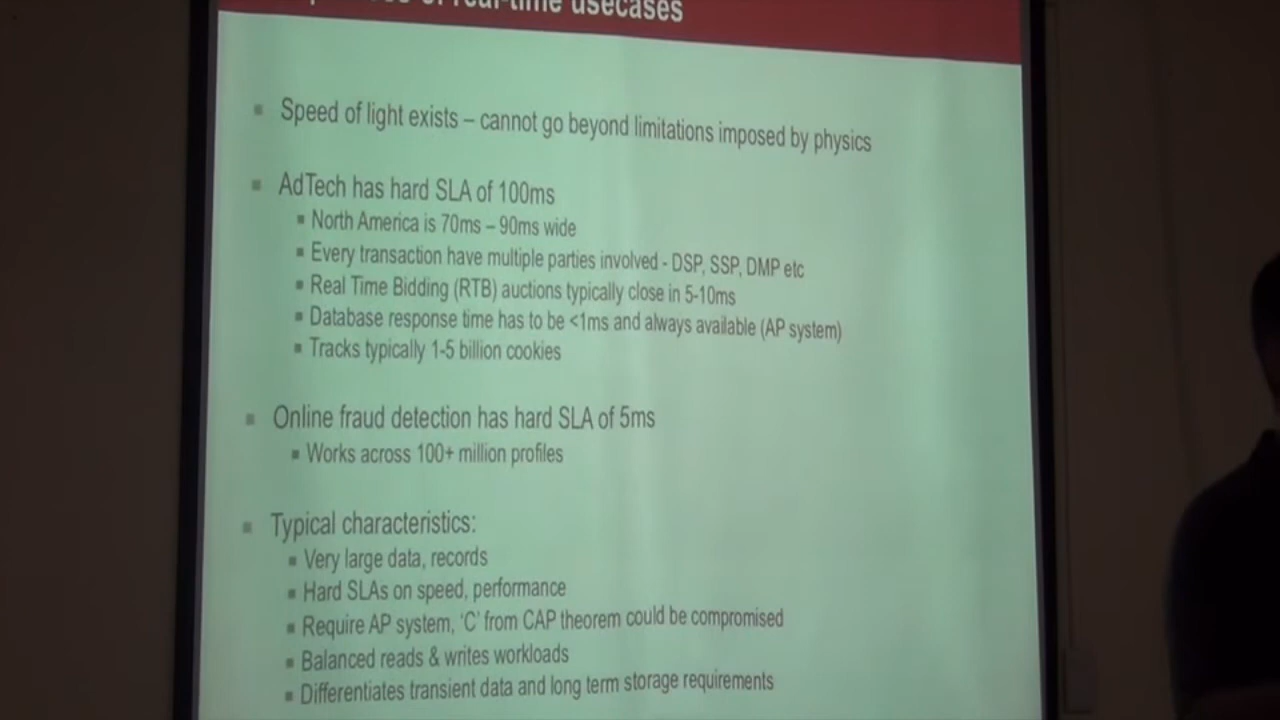 of real-time usecases
Speed of light exists – cannot go beyond limitations imposed by physics
AdTech has hard SLA of 100ms
North America is 70ms – 90ms wide
Every transaction have multiple parties involved - DSP, SSP, DMP etc
Real Time Bidding (RTB) auctions typically close in 5-10ms
Database response time has to be <1ms and always available (AP system)
Tracks typically 1-5 billion cookies
Online fraud detection has hard SLA of 5ms
Works across 100+ million profiles
Typical characteristics:
Very large data, records
Hard SLAs on speed, performance
Require AP system, 'C' from CAP theorem could be compromised
Balanced reads & writes workloads
Differentiates transient data and long term storage requirements